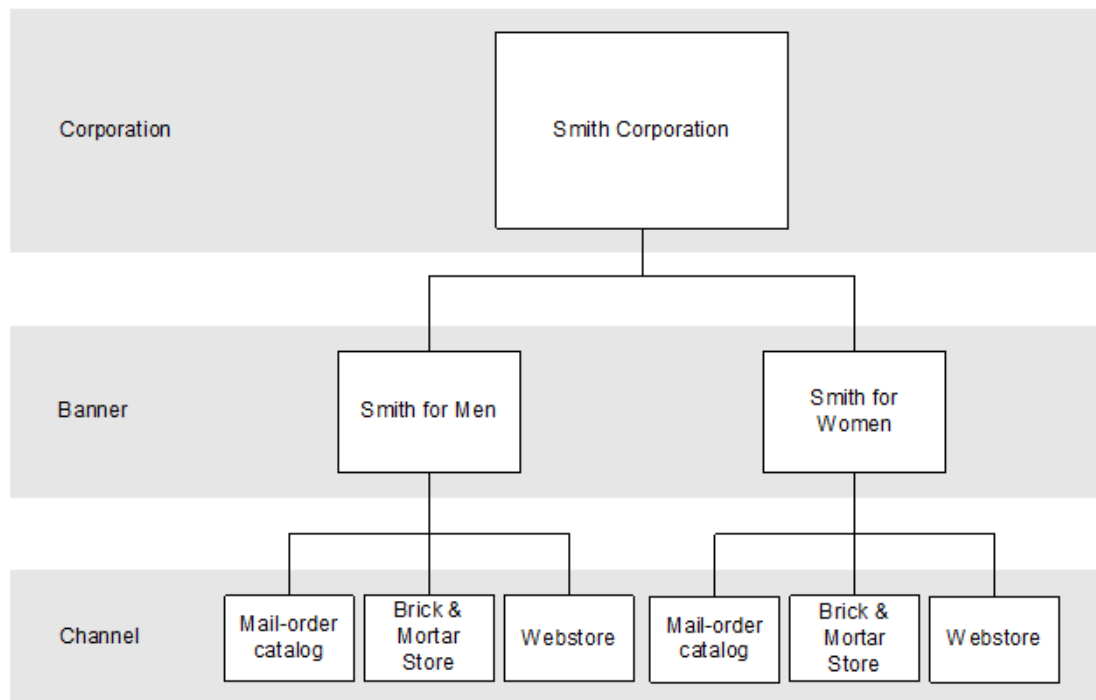 Corporation
Smith Corporation
Banner
Smith for Men
Smith for
Women
Channel
Mail-order
catalog
Brick &
Mortar
Store
Webstore
Mail-order
catalog
Brick &
Mortar
Store
Webstore